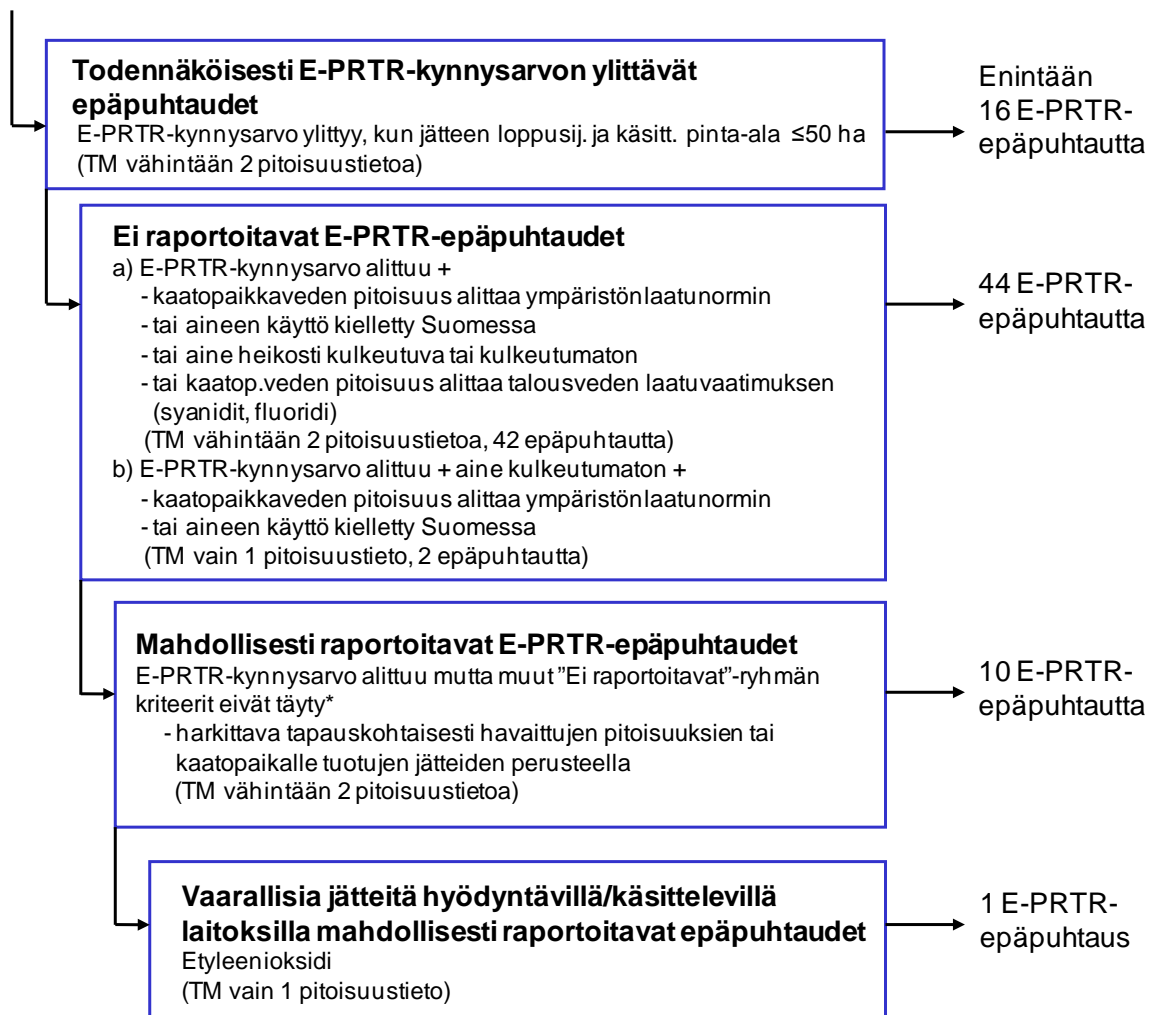 Todennäköisesti E-PRTR-kynnysarvon ylittävät
epäpuhtaudet
E-PRTR-kynnysarvo ylittyy, kun jätteen loppusij. ja käsitt. pinta-ala ≤50 ha
(TM vähintään 2 pitoisuustietoa)
Enintään
16 E-PRTR-
epäpuhtautta
Ei raportoitavat E-PRTR-epäpuhtaudet
a) E-PRTR-kynnysarvo alittuu +
- kaatopaikkaveden pitoisuus alittaa ympäristönlaatunormin
- tai aineen käyttö kielletty Suomessa
- tai aine heikosti kulkeutuva tai kulkeutumaton
- tai kaatop.veden pitoisuus alittaa talousveden laatuvaatimuksen
(syanidit, fluoridi)
(TM vähintään 2 pitoisuustietoa, 42 epäpuhtautta)
b) E-PRTR-kynnysarvo alittuu + aine kulkeutumaton +
- kaatopaikkaveden pitoisuus alittaa ympäristönlaatunormin
- tai aineen käyttö kielletty Suomessa
(TM vain 1 pitoisuustieto, 2 epäpuhtautta)
44 E-PRTR-
epäpuhtautta
Mahdollisesti raportoitavat E-PRTR-epäpuhtaudet
E-PRTR-kynnysarvo alittuu mutta muut ”Ei raportoitavat”-ryhmän
kriteerit eivät täyty*
- harkittava tapauskohtaisesti havaittujen pitoisuuksien tai
kaatopaikalle tuotujen jätteiden perusteella
(TM vähintään 2 pitoisuustietoa)
10 E-PRTR-
epäpuhtautta
Vaarallisia jätteitä hyödyntävillä/käsittelevillä
laitoksilla mahdollisesti raportoitavat epäpuhtaudet
Etyleenioksidi
(TM vain 1 pitoisuustieto)
1 E-PRTR-
epäpuhtaus